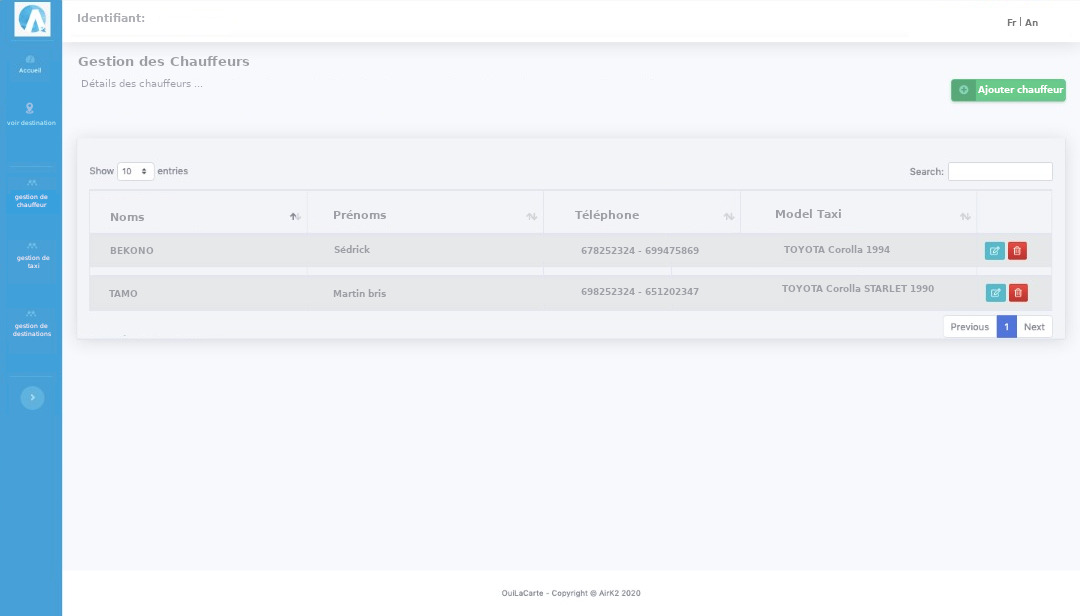 Identifiant:
Fr | An
Accueil
voir destination
gestion de
chauffeur
gestion de
taxi
gestion de
destinations
Gestion des Chauffeurs
Détails des chauffeurs ...
Ajouter chauffeur
Show 10 entries
Search:
Noms Prénoms Téléphone Model Taxi
BEKONO Sédrick 678252324 - 699475869 TOYOTA Corolla 1994
TAMO Martin bris 698252324 - 651202347 TOYOTA Corolla STARLET 1990
Previous 1 Next
OuiLaCarte - Copyright @ AirK2 2020